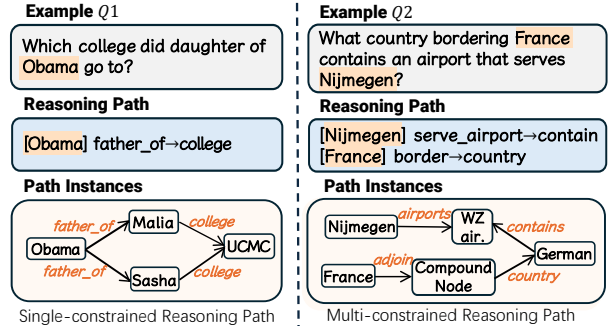 Example Q1
Which college did daughter of
Obama go to?
Reasoning Path
[Obama] father_of→college
Path Instances
father_of
Malia
college
Obama
UCMC
father_of
Sasha
college
Single-constrained Reasoning Path
Example Q2
What country bordering France
contains an airport that serves
Nijmegen?
Reasoning Path
[Nijmegen] serve_airport→contain
[France] border→country
Path Instances
Nijmegen
airports
WZ
air.
contains
German
France
adjoin
Compound
Node
country
Multi-constrained Reasoning Path